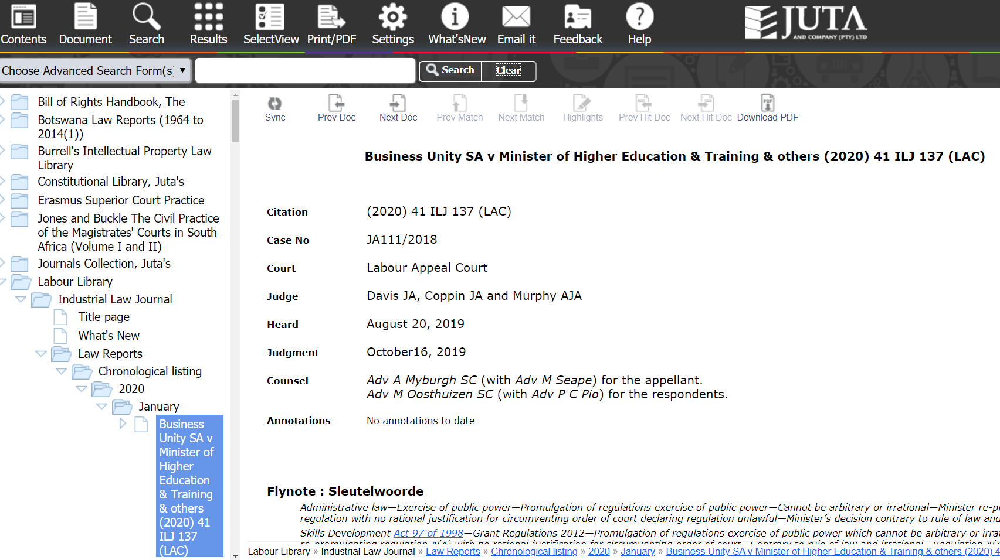 Contents Document Search Results SelectView Print/PDF Settings What'sNew Email it Feedback Help
JUTA
AND COMPANY (PTY) LTD
Choose Advanced Search Form(s) Search Clear
Bill of Rights Handbook, The
Botswana Law Reports (1964 to
2014(1))
Burrell's Intellectual Property Law
Library
Constitutional Library, Juta's
Erasmus Superior Court Practice
Jones and Buckle The Civil Practice
of the Magistrates' Courts in South
Africa (Volume I and II)
Journals Collection, Juta's
Labour Library
Industrial Law Journal
Title page
What's New
Law Reports
Chronological listing
2020
January
Business
Unity SA v
Minister of
Higher
Education
& Training
& others
(2020) 41
ILJ 137
(LAC)
Sync Prev Doc Next Doc Prev Match Next Match Highlights Prev Hit Doc Next Hit Doc PDF Download PDF
Business Unity SA v Minister of Higher Education & Training & others (2020) 41 ILJ 137 (LAC)
Citation (2020) 41 ILJ 137 (LAC)
Case No JA111/2018
Court Labour Appeal Court
Judge Davis JA, Coppin JA and Murphy AJA
Heard August 20, 2019
Judgment October16, 2019
Counsel Adv A Myburgh SC (with Adv M Seape) for the appellant.
Adv M Oosthuizen SC (with Adv P C Pio) for the respondents.
Annotations No annotations to date
Flynote : Sleutelwoorde
Administrative law—Exercise of public power—Promulgation of regulations exercise of public power—Cannot be arbitrary or irrational—Minister re-p
regulation with no rational justification for circumventing order of court declaring regulation unlawful—Minister's decision contrary to rule of law and
Skills Development Act 97 of 1998—Grant Regulations 2012—Promulgation of regulations exercise of public power which cannot be arbitrary or irrat
Labour Library » Industrial Law Journal » Law Reports » Chronological listing » 2020 » January » Business Unity SA v Minister of Higher Education & Training & others (2020) 4